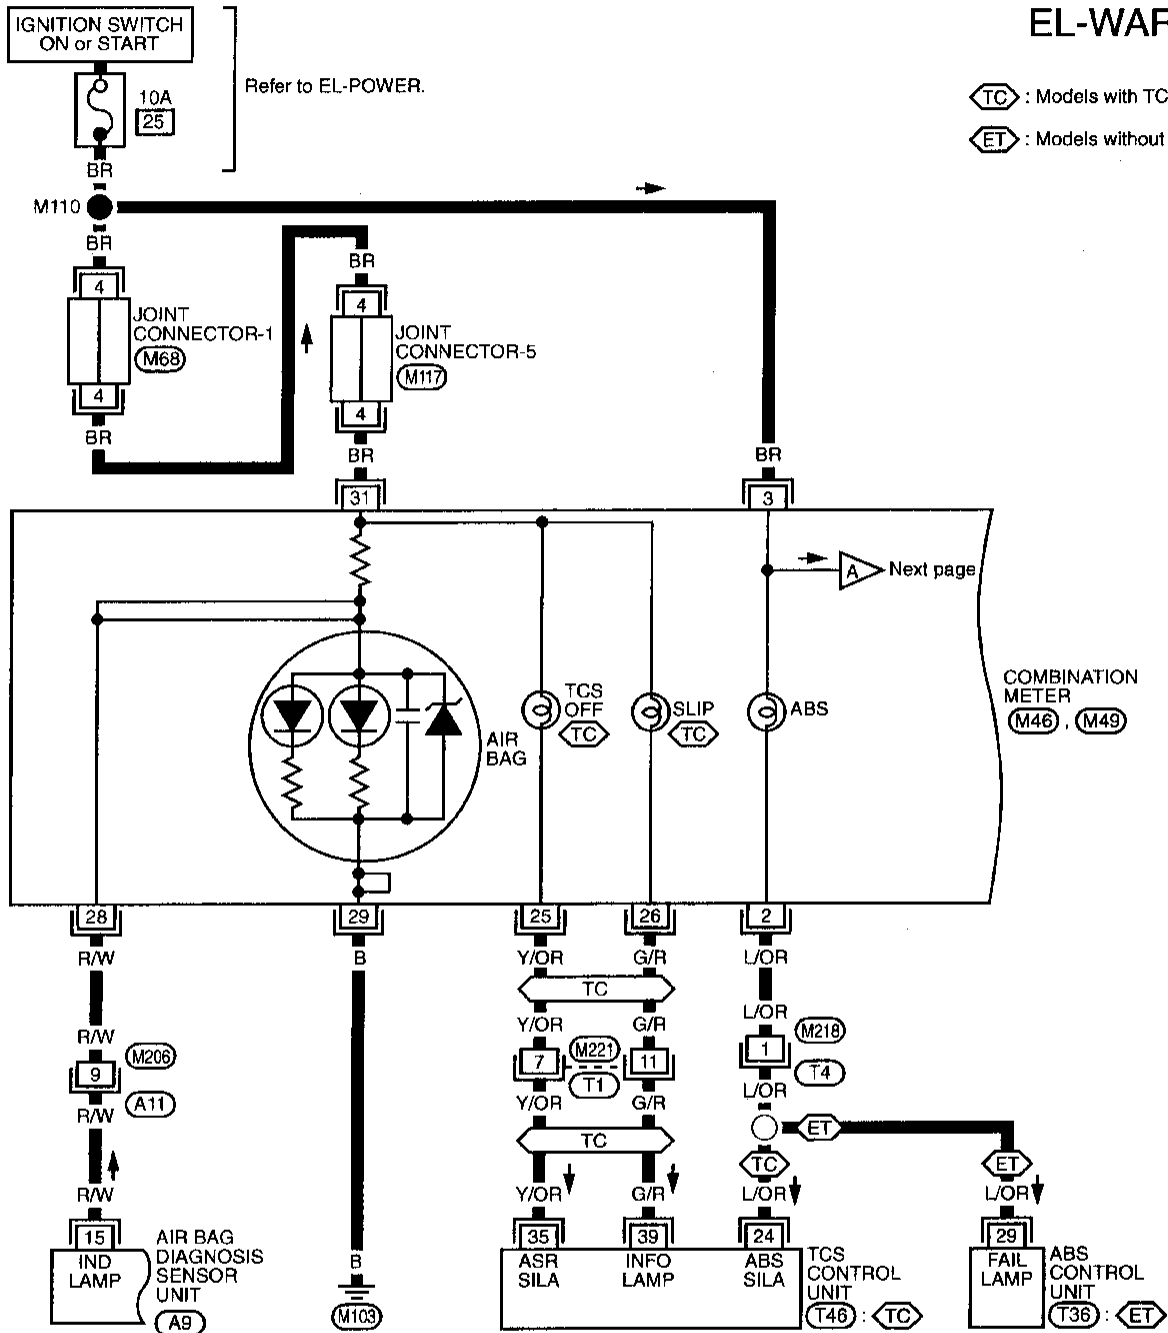 IGNITION SWITCH
ON or START
EL-WAR
Refer to EL-POWER.
10A
25
TC : Models with TC
ET : Models without
BR
M110
BR
BR
4
4
JOINT
CONNECTOR-1
M68
JOINT
CONNECTOR-5
M117
4
4
BR
BR
BR
31
3
A Next page
COMBINATION
METER
M46 , M49
TCS
OFF
TC
SLIP
TC
ABS
AIR
BAG
28
29
25
26
2
R/W
B
Y/OR
G/R
L/OR
TC
R/W
Y/OR
G/R
L/OR
M218
9
M206
7
M221
11
1
T1
T4
A11
R/W
Y/OR
G/R
L/OR
TC
ET
TC
ET
R/W
Y/OR
G/R
L/OR
L/OR
15
35
39
24
29
IND
LAMP
AIR BAG
DIAGNOSIS
SENSOR
UNIT
A9
B
M103
ASR
SILA
INFO
LAMP
ABS
SILA
TCS
CONTROL
UNIT
T46 : TC
FAIL
LAMP
ABS
CONTROL
UNIT
T36 : ET